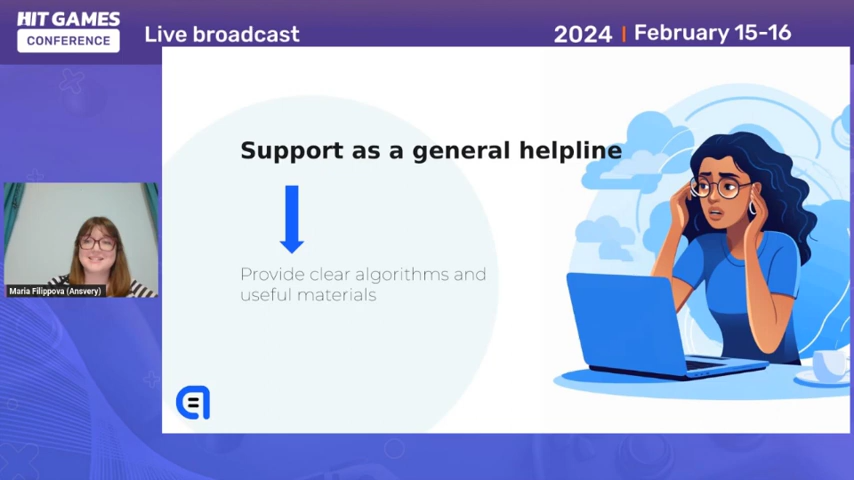 HIT GAMES
CONFERENCE
Live broadcast
2024 | February 15-16
Support as a general helpline
Provide clear algorithms and
useful materials
Maria Filippova (Ansvery)